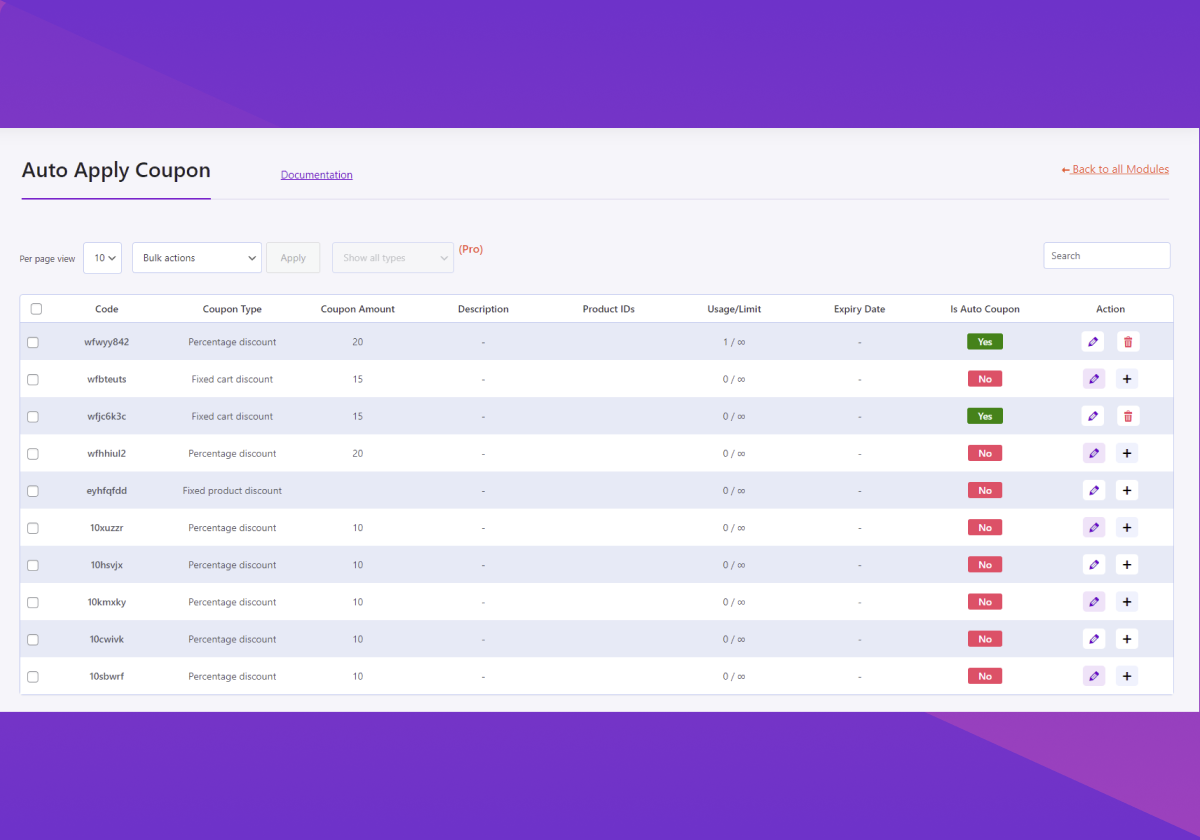 Auto Apply Coupon Documentation ←Back to all Modules
Per page view 10 Bulk actions Apply Show all types (Pro) Search
Code Coupon Type Coupon Amount Description Product IDs Usage/Limit Expiry Date Is Auto Coupon Action
wfwyy842 Percentage discount 20 - 1 / ∞ - Yes
wfbteuts Fixed cart discount 15 - 0 / ∞ - No
wfjc6k3c Fixed cart discount 15 - 0 / ∞ - Yes
wfhhiul2 Percentage discount 20 - 0 / ∞ - No
eyhfqfdd Fixed product discount - 0 / ∞ - No
10xuzzr Percentage discount 10 - 0 / ∞ - No
10hsvjx Percentage discount 10 - 0 / ∞ - No
10kmxky Percentage discount 10 - 0 / ∞ - No
10cwivk Percentage discount 10 - 0 / ∞ - No
10sbwrf Percentage discount 10 - 0 / ∞ - No